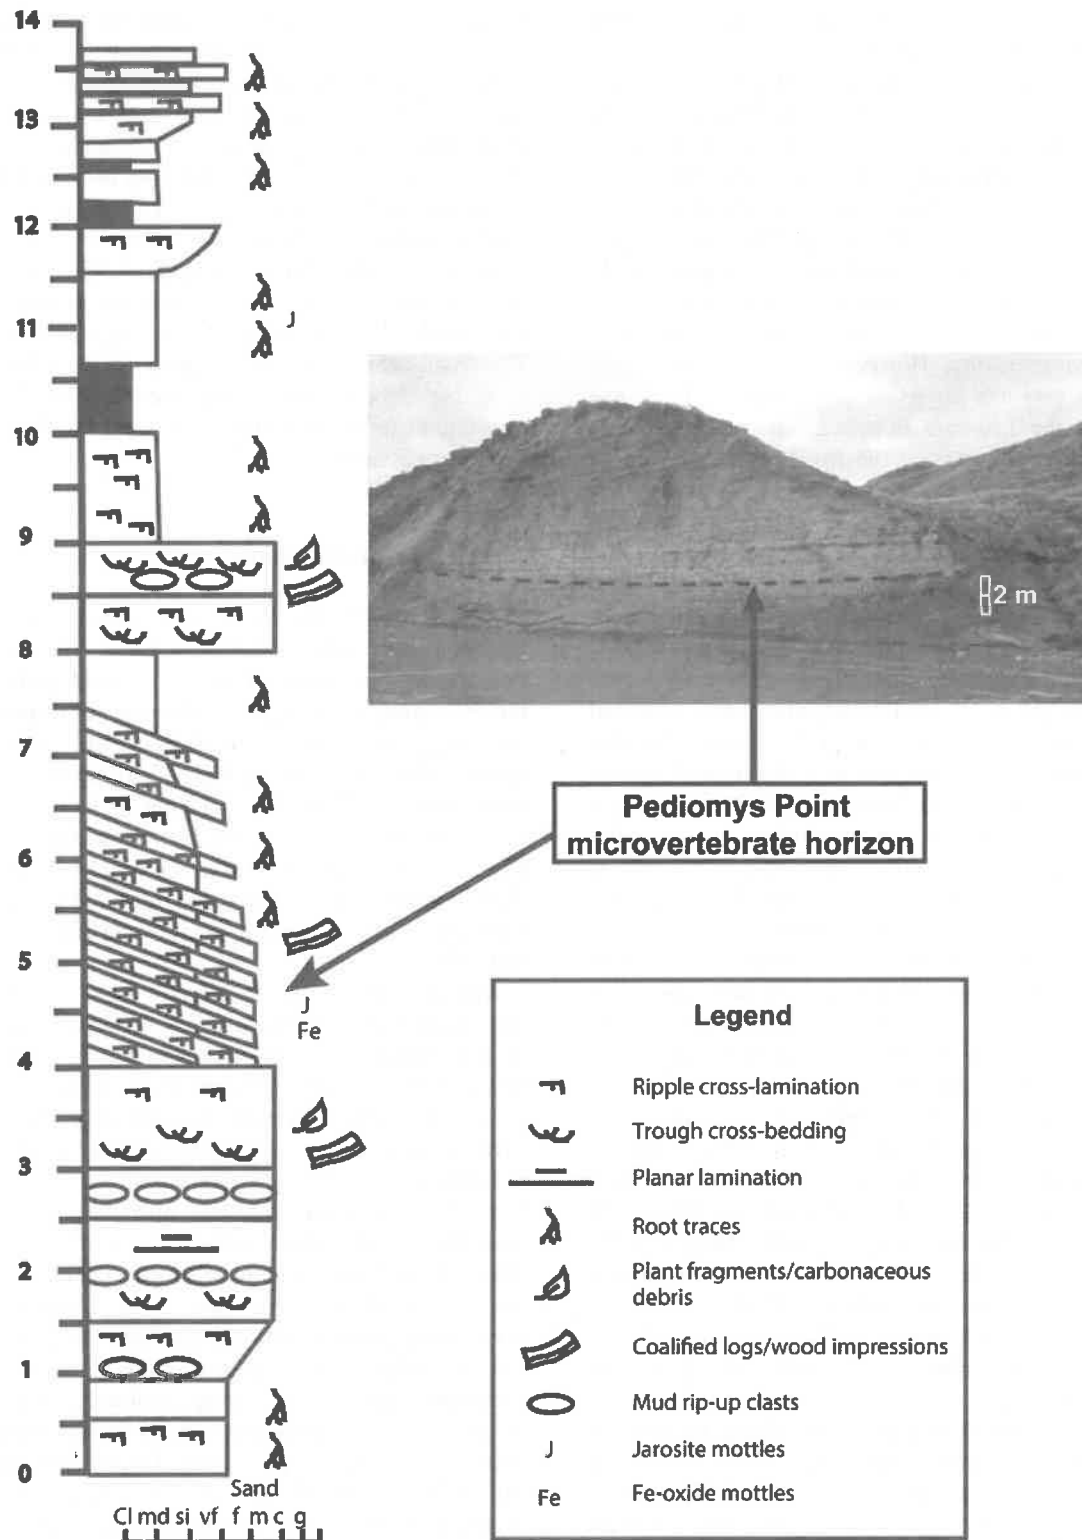 14
13
12
11
10
9
8
7
6
5
4
3
2
1
0
J
2 m
Pediomys Point
microvertebrate horizon
J
Fe
Sand
Cl md si vf f m c g
Legend
Ripple cross-lamination
Trough cross-bedding
Planar lamination
Root traces
Plant fragments/carbonaceous
debris
Coalified logs/wood impressions
Mud rip-up clasts
J Jarosite mottles
Fe Fe-oxide mottles